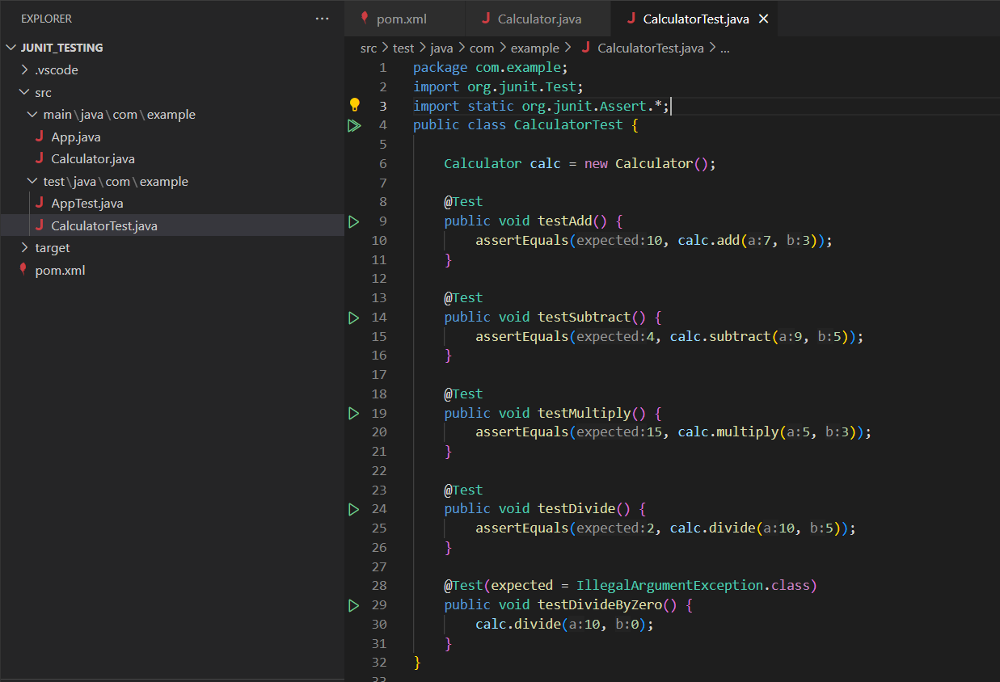 EXPLORER
...
JUNIT_TESTING
.vscode
src
main\java\com\example
App.java
Calculator.java
test\java\com\example
AppTest.java
CalculatorTest.java
target
pom.xml
pom.xml
Calculator.java
CalculatorTest.java
src > test > java > com > example > CalculatorTest.java > ...
1 package com.example;
2 import org.junit.Test;
3 import static org.junit.Assert.*;
4 public class CalculatorTest {
5
6 Calculator calc = new Calculator();
7
8 @Test
9 public void testAdd() {
10 assertEquals(expected:10, calc.add(a:7, b:3));
11 }
12
13 @Test
14 public void testSubtract() {
15 assertEquals(expected:4, calc.subtract(a:9, b:5));
16 }
17
18 @Test
19 public void testMultiply() {
20 assertEquals(expected:15, calc.multiply(a:5, b:3));
21 }
22
23 @Test
24 public void testDivide() {
25 assertEquals(expected:2, calc.divide(a:10, b:5));
26 }
27
28 @Test(expected = IllegalArgumentException.class)
29 public void testDivideByZero() {
30 calc.divide(a:10, b:0);
31 }
32 }
33